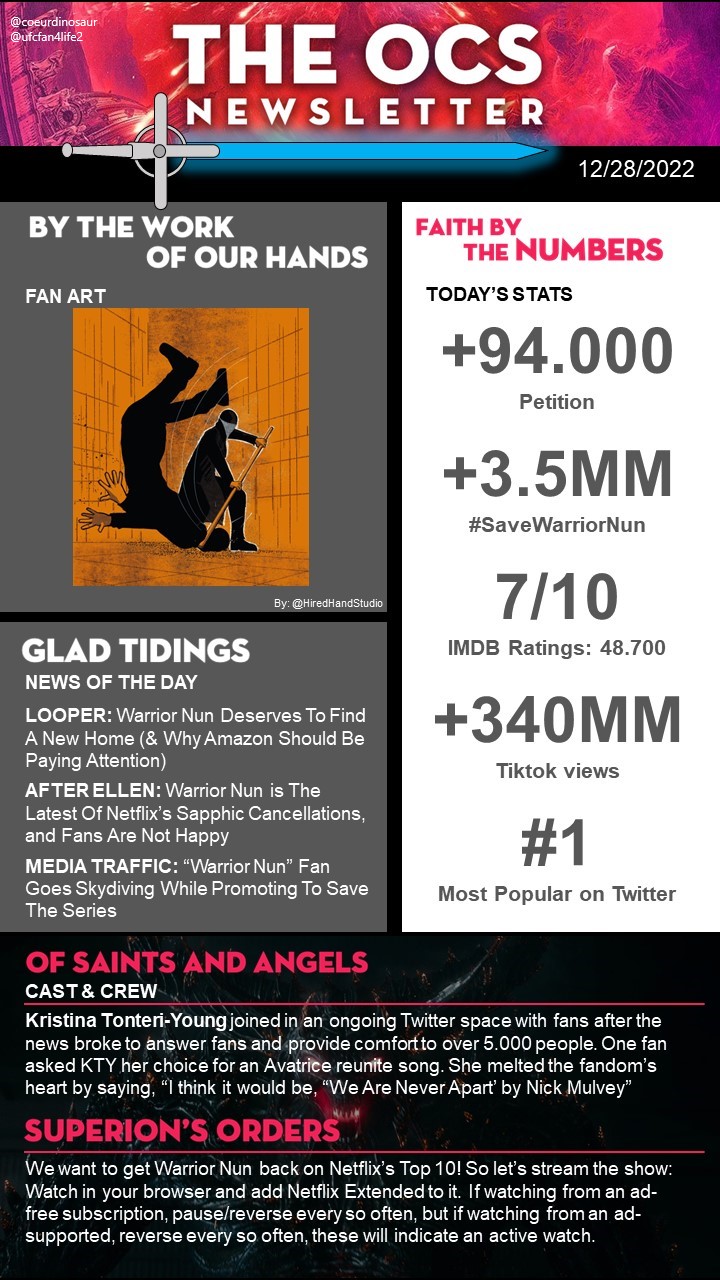 @coeurdinosaur
@ufcfan4life2
THE OCS
NEWSLETTER
12/28/2022
BY THE WORK
OF OUR HANDS
FAN ART
By: @HiredHandStudio
GLAD TIDINGS
NEWS OF THE DAY
LOOPER: Warrior Nun Deserves To Find
A New Home (& Why Amazon Should Be
Paying Attention)
AFTER ELLEN: Warrior Nun is The
Latest Of Netflix's Sapphic Cancellations,
and Fans Are Not Happy
MEDIA TRAFFIC: “Warrior Nun” Fan
Goes Skydiving While Promoting To Save
The Series
FAITH BY
THE NUMBERS
TODAY'S STATS
+94.000
Petition
+3.5MM
#SaveWarriorNun
7/10
IMDB Ratings: 48.700
+340MM
Tiktok views
#1
Most Popular on Twitter
OF SAINTS AND ANGELS
CAST & CREW
Kristina Tonteri-Young joined in an ongoing Twitter space with fans after the
news broke to answer fans and provide comfort to over 5.000 people. One fan
asked KTY her choice for an Avatrice reunite song. She melted the fandom's
heart by saying, “I think it would be, “We Are Never Apart’ by Nick Mulvey”
SUPERION'S ORDERS
We want to get Warrior Nun back on Netflix's Top 10! So let's stream the show:
Watch in your browser and add Netflix Extended to it. If watching from an ad-
free subscription, pause/reverse every so often, but if watching from an ad-
supported, reverse every so often, these will indicate an active watch.